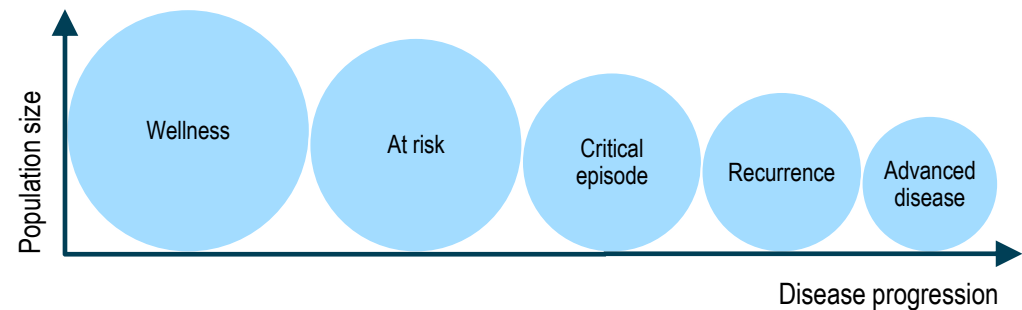 Population size
Wellness
At risk
Critical
episode
Recurrence
Advanced
disease
Disease progression